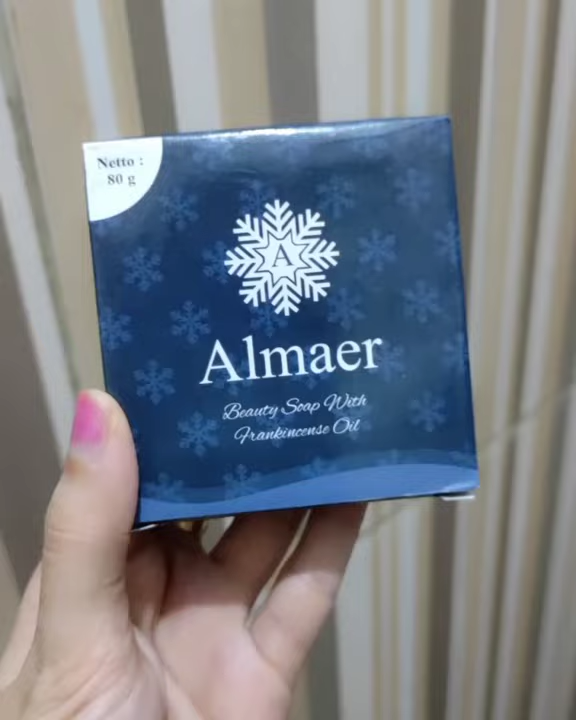 Netto :
80 g
A
Almaer
Beauty Soap With
Frankincense Oil